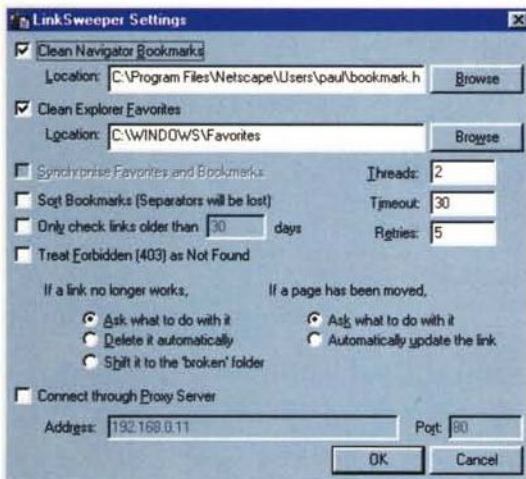 LinkSweeper Settings
Clean Navigator Bookmarks
Location: C:\Program Files\Netscape\Users\paul\bookmark.h Browse
Clean Explorer Favorites
Location: C:\WINDOWS\Favorites Browse
Synchronise Favorites and Bookmarks Threads: 2
Sort Bookmarks (Separators will be lost) Timeout: 30
Only check links older than 30 days Retries: 5
Treat Forbidden (403) as Not Found
If a link no longer works, If a page has been moved,
Ask what to do with it Ask what to do with it
Delete it automatically Automatically update the link
Shift it to the 'broken' folder
Connect through Proxy Server
Address: 192.168.0.11 Port: 80
OK Cancel